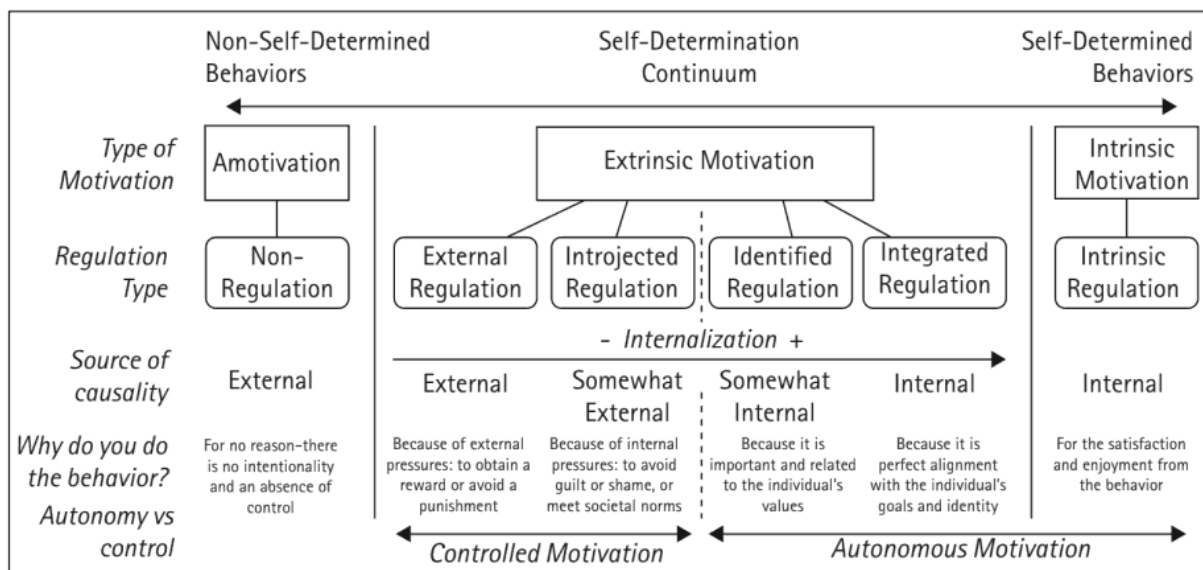 Non-Self-Determined
Behaviors
Self-Determination
Continuum
Self-Determined
Behaviors
Type of
Motivation
Amotivation
Extrinsic Motivation
Intrinsic
Motivation
Regulation
Type
Non-
Regulation
External
Regulation
Introjected
Regulation
Identified
Regulation
Integrated
Regulation
Intrinsic
Regulation
- Internalization +
Source of
causality
External
External
Somewhat
External
Somewhat
Internal
Internal
Internal
Why do you do
the behavior?
For no reason–there
is no intentionality
and an absence of
control
Because of external
pressures: to obtain a
reward or avoid a
punishment
Because of internal
pressures: to avoid
guilt or shame, or
meet societal norms
Because it is
important and related
to the individual's
values
Because it is
perfect alignment
with the individual's
goals and identity
For the satisfaction
and enjoyment from
the behavior
Autonomy vs
control
Controlled Motivation
Autonomous Motivation